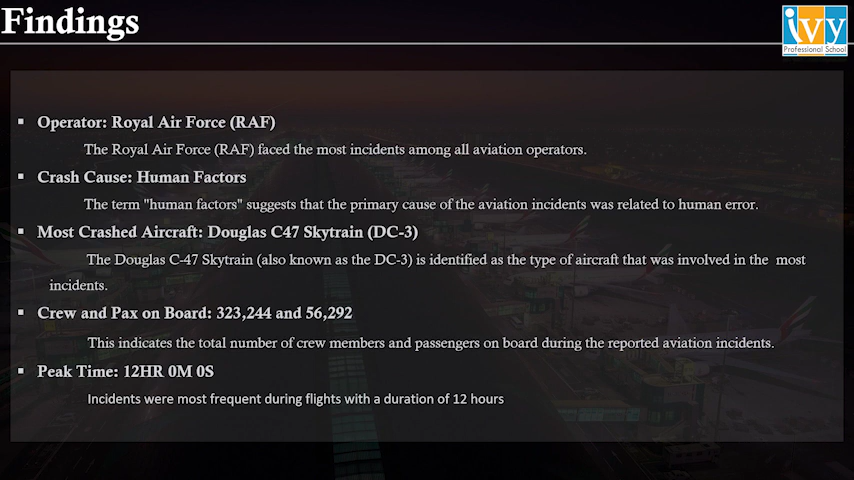 Findings
ivy
Professional School
▪ Operator: Royal Air Force (RAF)
The Royal Air Force (RAF) faced the most incidents among all aviation operators.
▪ Crash Cause: Human Factors
The term "human factors" suggests that the primary cause of the aviation incidents was related to human error.
▪ Most Crashed Aircraft: Douglas C47 Skytrain (DC-3)
The Douglas C-47 Skytrain (also known as the DC-3) is identified as the type of aircraft that was involved in the most
incidents.
▪ Crew and Pax on Board: 323,244 and 56,292
This indicates the total number of crew members and passengers on board during the reported aviation incidents.
▪ Peak Time: 12HR 0M 0S
Incidents were most frequent during flights with a duration of 12 hours